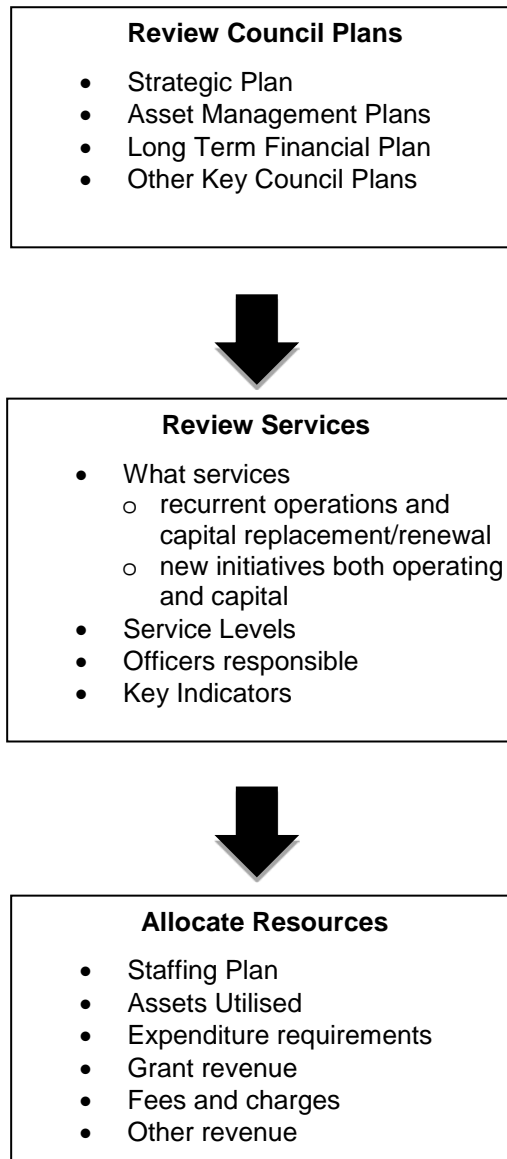 Review Council Plans
• Strategic Plan
• Asset Management Plans
• Long Term Financial Plan
• Other Key Council Plans
Review Services
• What services
o recurrent operations and
capital replacement/renewal
o new initiatives both operating
and capital
• Service Levels
• Officers responsible
• Key Indicators
Allocate Resources
• Staffing Plan
• Assets Utilised
• Expenditure requirements
• Grant revenue
• Fees and charges
• Other revenue